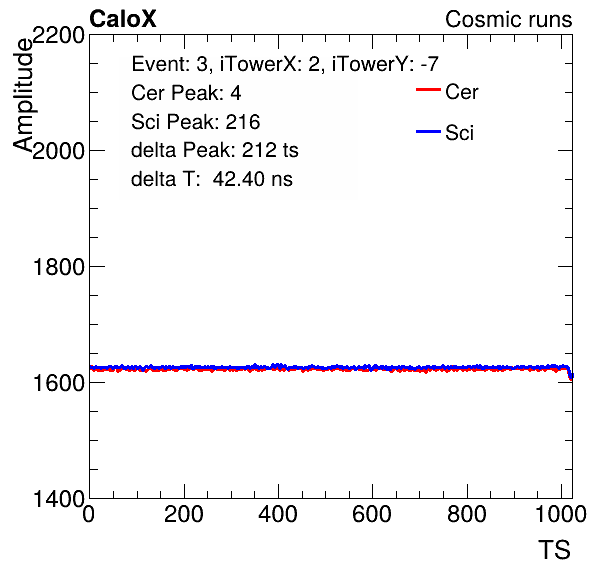 CaloX Cosmic runs
Amplitude
2200
2000
1800
1600
1400
Event: 3, iTowerX: 2, iTowerY: -7
Cer Peak: 4
Sci Peak: 216
delta Peak: 212 ts
delta T:  42.40 ns
Cer
Sci
0 200 400 600 800 1000
TS